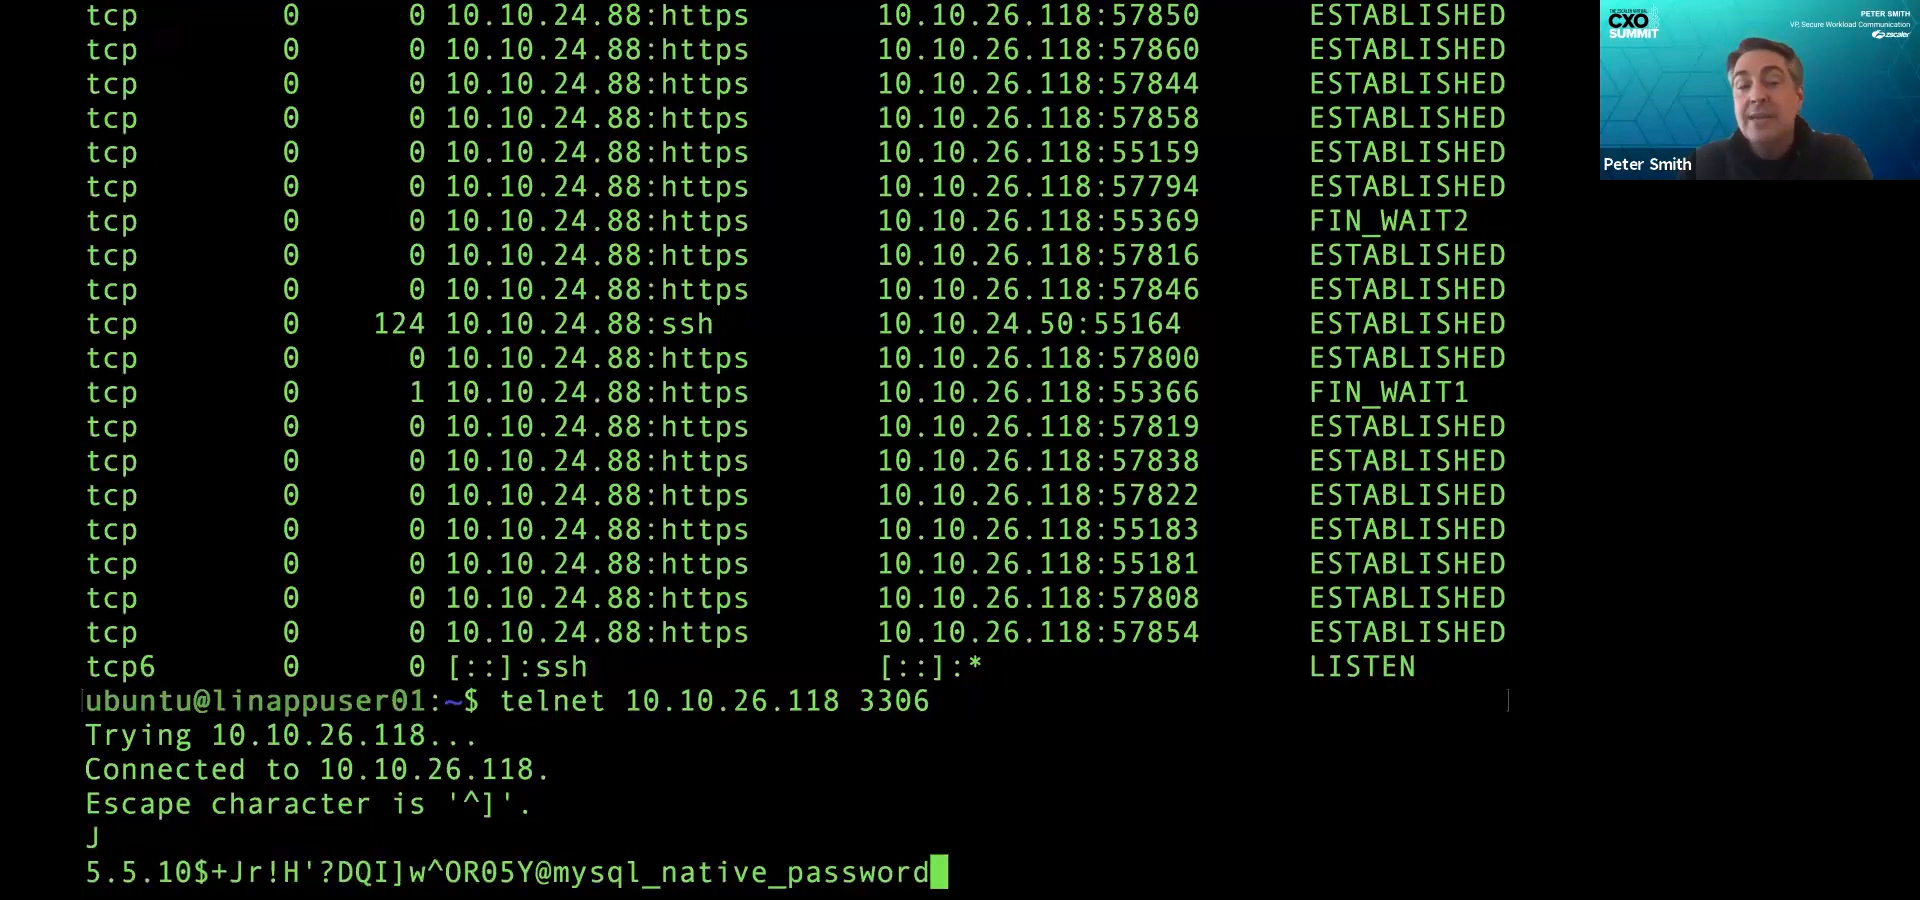 tcp 0 0 10.10.24.88:https 10.10.26.118:57850 ESTABLISHED
tcp 0 0 10.10.24.88:https 10.10.26.118:57860 ESTABLISHED
tcp 0 0 10.10.24.88:https 10.10.26.118:57844 ESTABLISHED
tcp 0 0 10.10.24.88:https 10.10.26.118:57858 ESTABLISHED
tcp 0 0 10.10.24.88:https 10.10.26.118:55159 ESTABLISHED
tcp 0 0 10.10.24.88:https 10.10.26.118:57794 ESTABLISHED
tcp 0 0 10.10.24.88:https 10.10.26.118:55369 FIN_WAIT2
tcp 0 0 10.10.24.88:https 10.10.26.118:57816 ESTABLISHED
tcp 0 0 10.10.24.88:https 10.10.26.118:57846 ESTABLISHED
tcp 0 124 10.10.24.88:ssh 10.10.24.50:55164 ESTABLISHED
tcp 0 0 10.10.24.88:https 10.10.26.118:57800 ESTABLISHED
tcp 0 1 10.10.24.88:https 10.10.26.118:55366 FIN_WAIT1
tcp 0 0 10.10.24.88:https 10.10.26.118:57819 ESTABLISHED
tcp 0 0 10.10.24.88:https 10.10.26.118:57838 ESTABLISHED
tcp 0 0 10.10.24.88:https 10.10.26.118:57822 ESTABLISHED
tcp 0 0 10.10.24.88:https 10.10.26.118:55183 ESTABLISHED
tcp 0 0 10.10.24.88:https 10.10.26.118:55181 ESTABLISHED
tcp 0 0 10.10.24.88:https 10.10.26.118:57808 ESTABLISHED
tcp 0 0 10.10.24.88:https 10.10.26.118:57854 ESTABLISHED
tcp6 0 0 [::]:ssh [::]:* LISTEN
ubuntu@linappuser01:~$ telnet 10.10.26.118 3306
Trying 10.10.26.118...
Connected to 10.10.26.118.
Escape character is '^]'.
J
5.5.10$+Jr!H'?DQI]w^OR05Y@mysql_native_password
THE ZSCALER VIRTUAL
CXO
SUMMIT
PETER SMITH
VP, Secure Workload Communication
zscaler
Peter Smith